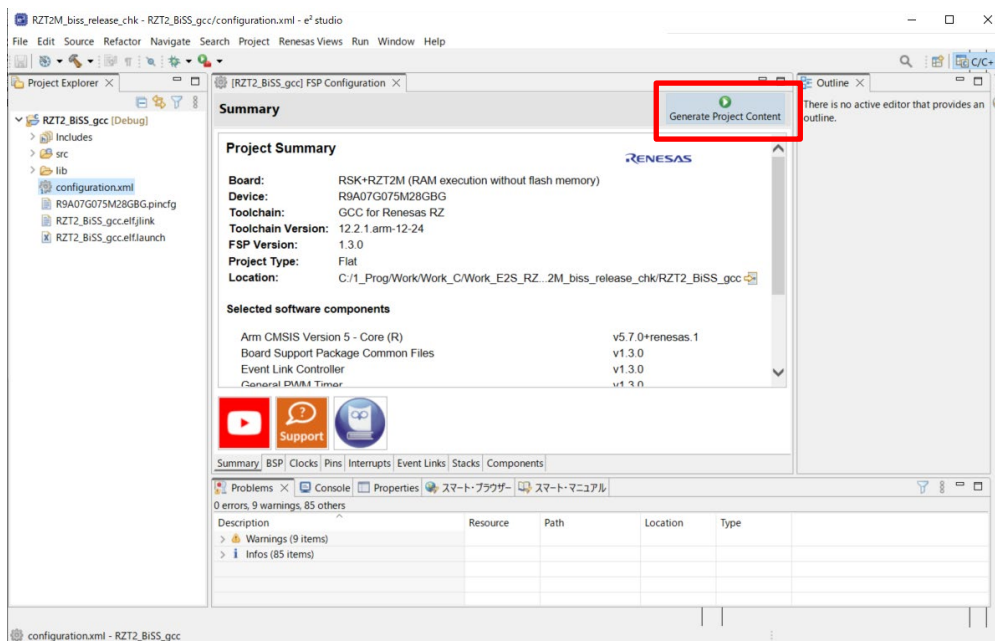 RZT2M_biss_release_chk - RZT2_BiSS_gcc/configuration.xml - e² studio
File Edit Source Refactor Navigate Search Project Renesas Views Run Window Help
C/C+
Project Explorer
[RZT2_BiSS_gcc] FSP Configuration
Outline
There is no active editor that provides an
outline.
RZT2_BiSS_gcc [Debug]
Includes
src
lib
configuration.xml
R9A07G075M28GBG.pincfg
RZT2_BiSS_gcc.elf.jlink
RZT2_BiSS_gcc.elf.launch
Summary
Generate Project Content
Project Summary
RENESAS
Board: RSK+RZT2M (RAM execution without flash memory)
Device: R9A07G075M28GBG
Toolchain: GCC for Renesas RZ
Toolchain Version: 12.2.1.arm-12-24
FSP Version: 1.3.0
Project Type: Flat
Location: C:/1_Prog/Work/Work_C/Work_E2S_RZ...2M_biss_release_chk/RZT2_BiSS_gcc
Selected software components
Arm CMSIS Version 5 - Core (R) v5.7.0+renesas.1
Board Support Package Common Files v1.3.0
Event Link Controller v1.3.0
General PWM Timer v1.3.0
Support
Summary BSP Clocks Pins Interrupts Event Links Stacks Components
Problems Console Properties スマート・ブラウザー スマート・マニュアル
0 errors, 9 warnings, 85 others
Description Resource Path Location Type
Warnings (9 items)
Infos (85 items)
configuration.xml - RZT2_BiSS_gcc